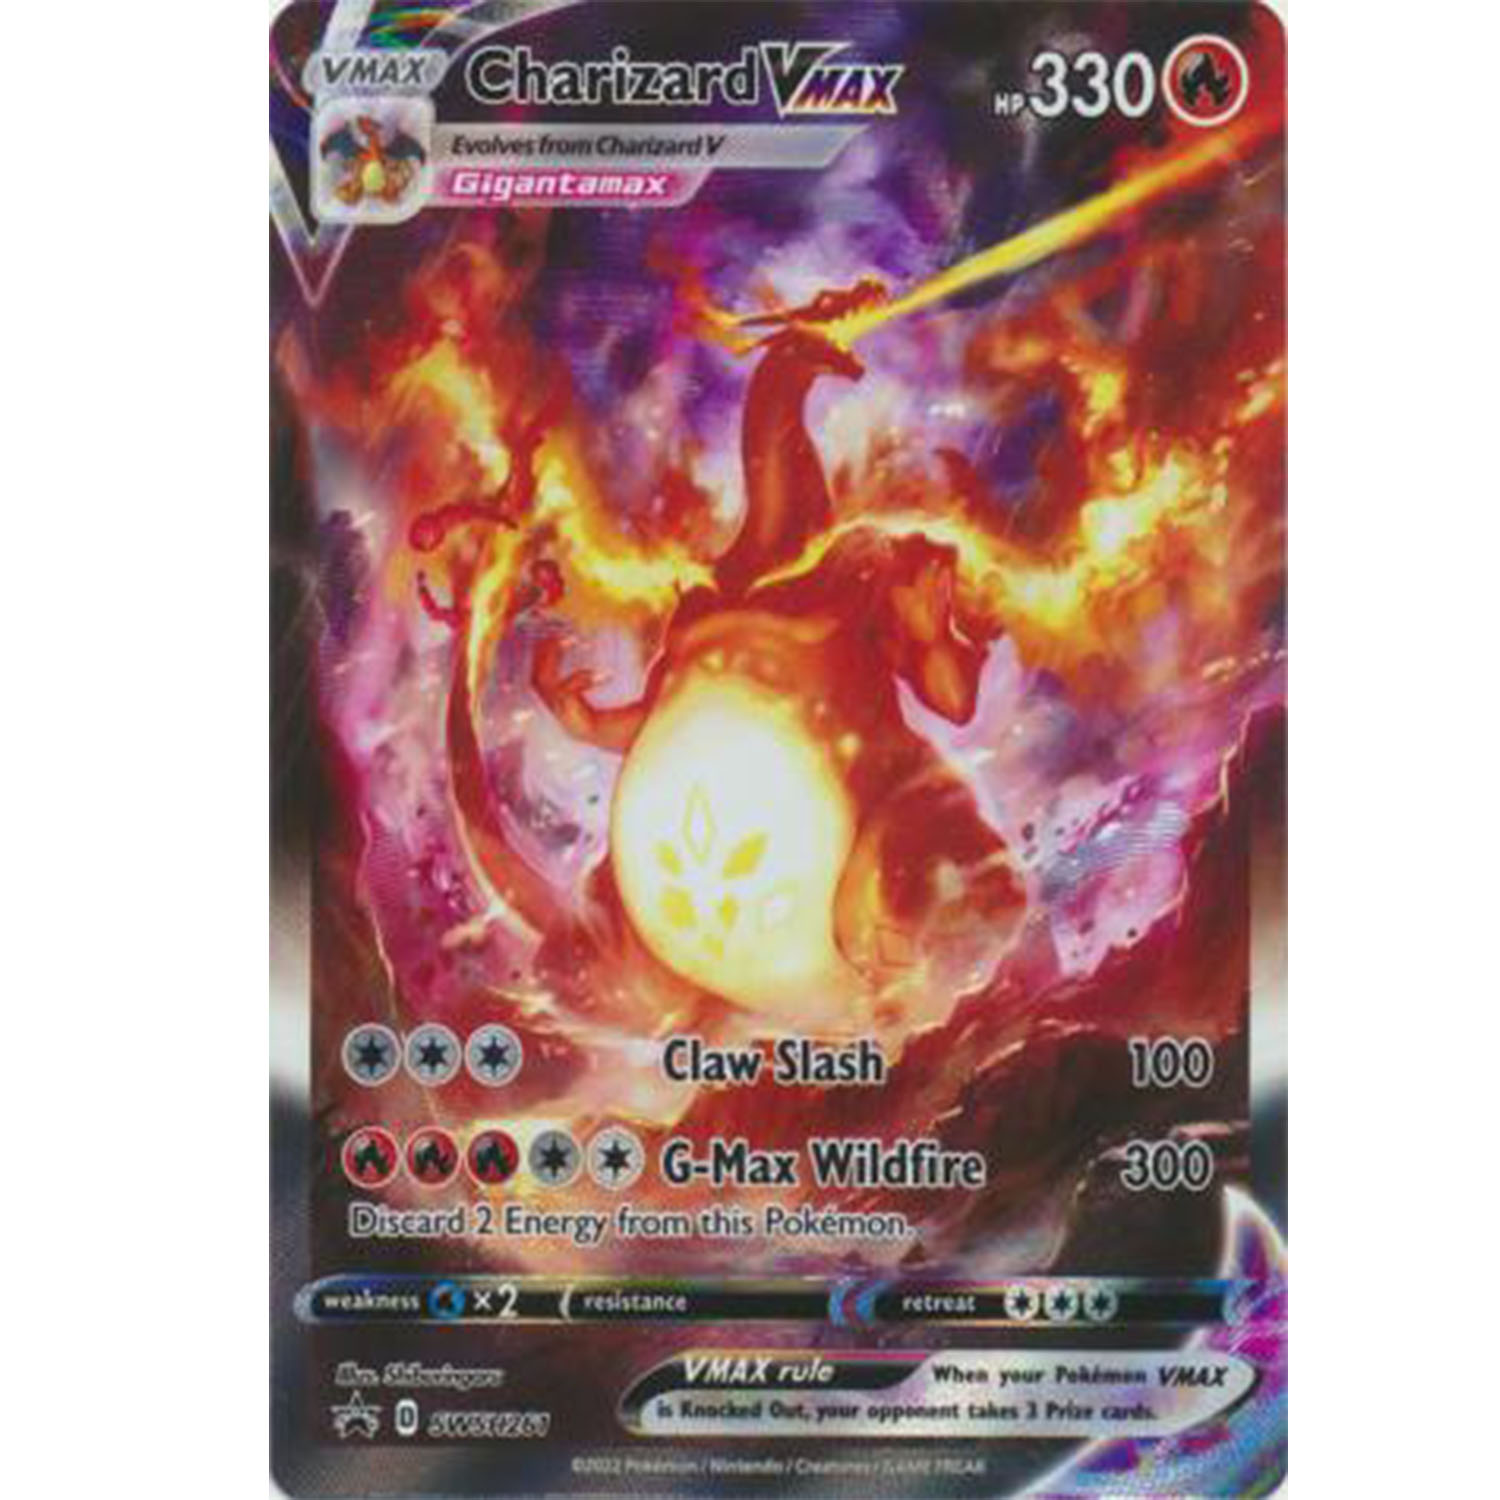 VMAX
Charizard VMAX
HP 330
Evolves from Charizard V
Gigantamax
Claw Slash 100
G-Max Wildfire 300
Discard 2 Energy from this Pokémon.
weakness ×2 resistance retreat
Illus. Shibuzingaru
VMAX rule When your Pokémon VMAX
is Knocked Out, your opponent takes 3 Prize cards.
D SWSH261
©2022 Pokémon / Nintendo / Creatures / GAME FREAK